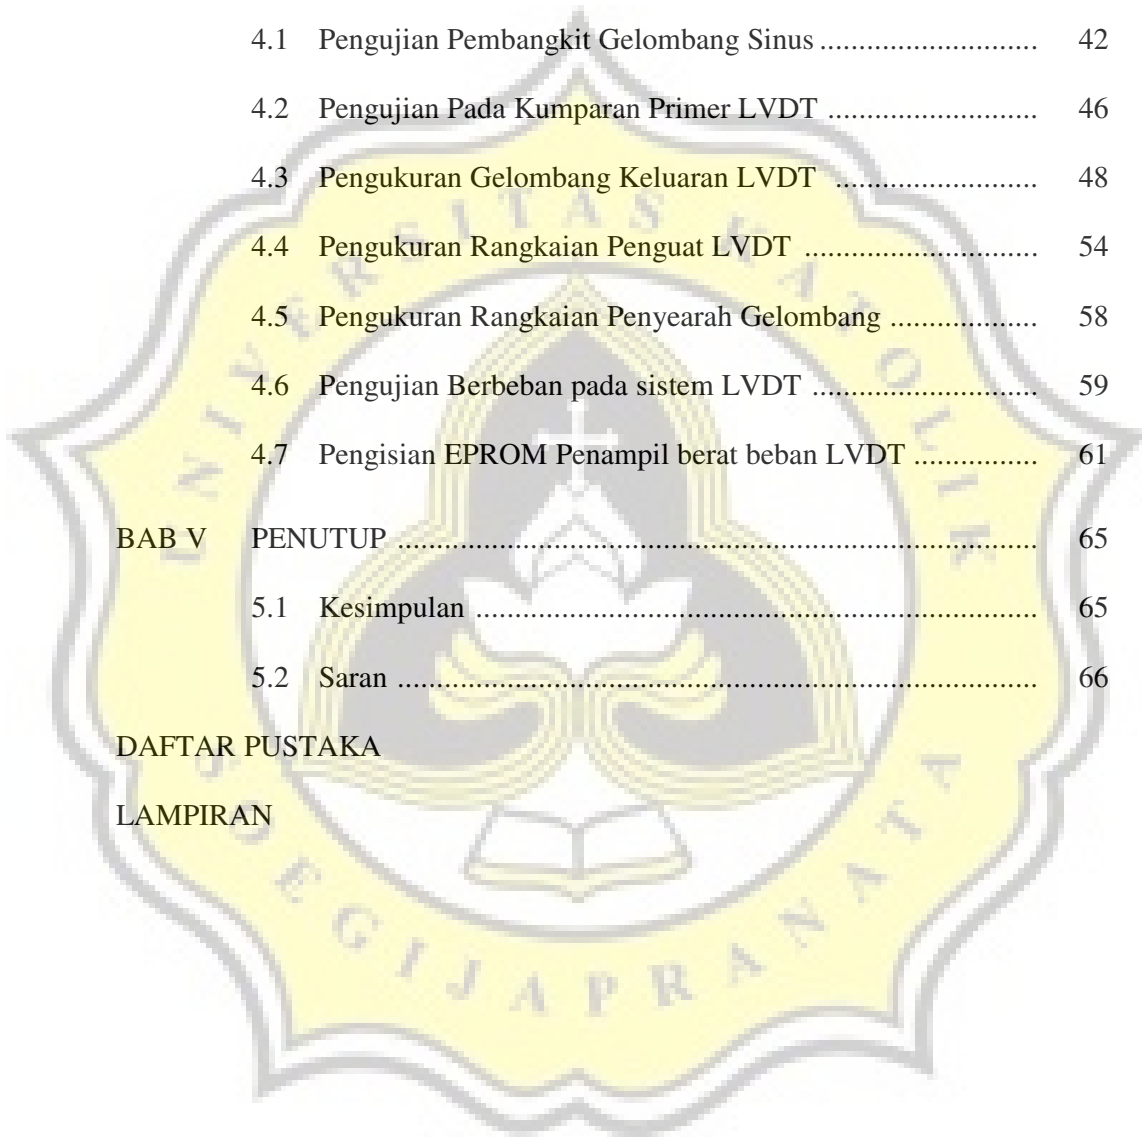 4.1 Pengujian Pembangkit Gelombang Sinus ............................ 42
4.2 Pengujian Pada Kumparan Primer LVDT ........................... 46
4.3 Pengukuran Gelombang Keluaran LVDT .......................... 48
4.4 Pengukuran Rangkaian Penguat LVDT .............................. 54
4.5 Pengukuran Rangkaian Penyearah Gelombang ................... 58
4.6 Pengujian Berbeban pada sistem LVDT ............................. 59
4.7 Pengisian EPROM Penampil berat beban LVDT ................ 61
BAB V PENUTUP .................................................................................. 65
5.1 Kesimpulan ........................................................................ 65
5.2 Saran .................................................................................. 66
DAFTAR PUSTAKA
LAMPIRAN
UNIVERSITAS KATOLIK
SOEGIJAPRANATA